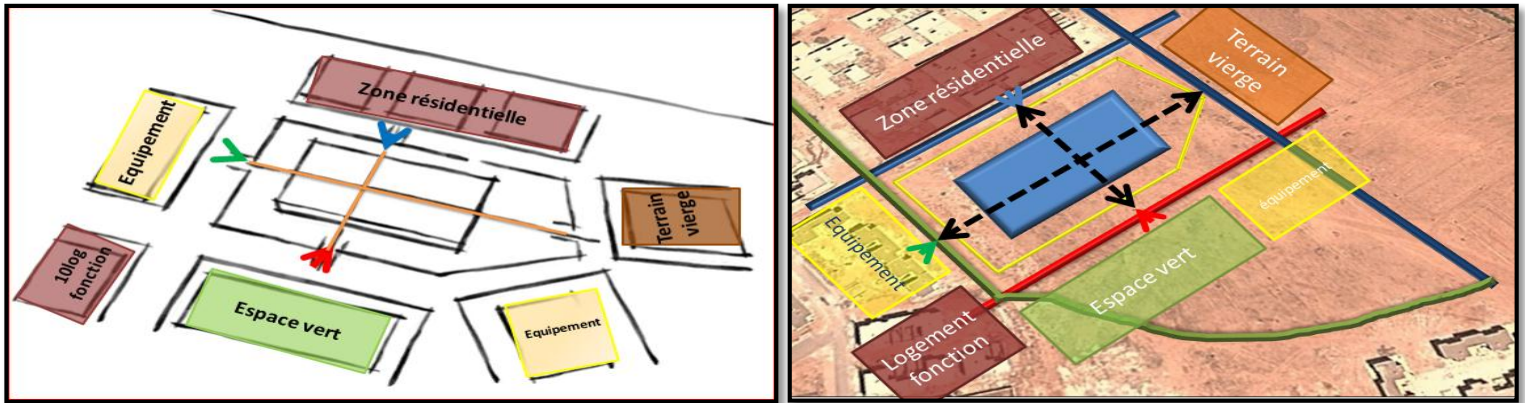 Zone résidentielle
Equipement
Terrain
vierge
10log
fonction
Espace vert
Equipement
Zone résidentielle
Terrain
vierge
équipement
Equipement
Espace vert
Logement
fonction